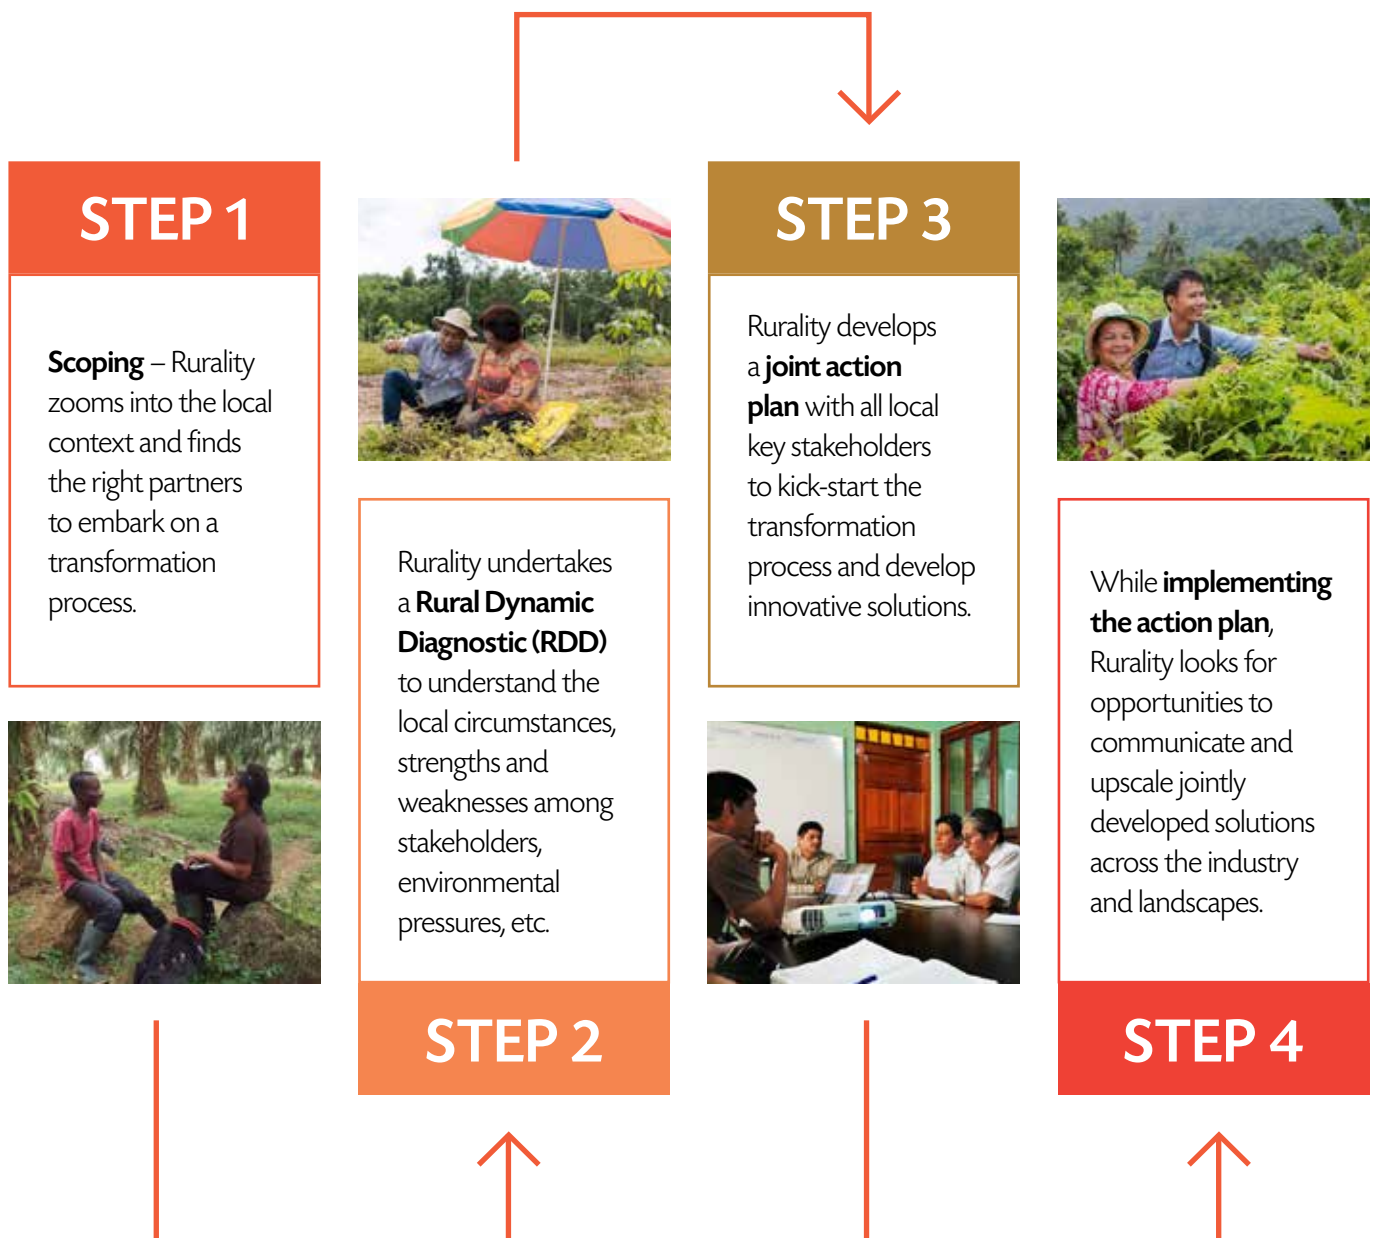 STEP 1
Scoping – Rurality
zooms into the local
context and finds
the right partners
to embark on a
transformation
process.
Rurality undertakes
a Rural Dynamic
Diagnostic (RDD)
to understand the
local circumstances,
strengths and
weaknesses among
stakeholders,
environmental
pressures, etc.
STEP 2
STEP 3
Rurality develops
a joint action
plan with all local
key stakeholders
to kick-start the
transformation
process and develop
innovative solutions.
While implementing
the action plan,
Rurality looks for
opportunities to
communicate and
upscale jointly
developed solutions
across the industry
and landscapes.
STEP 4